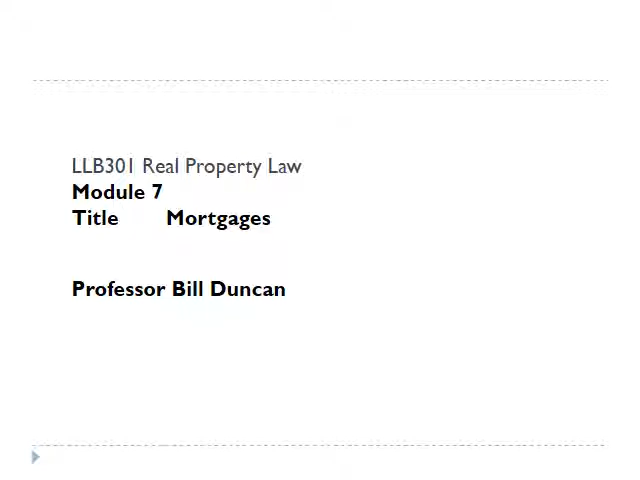 LLB301 Real Property Law
Module 7
Title Mortgages
Professor Bill Duncan